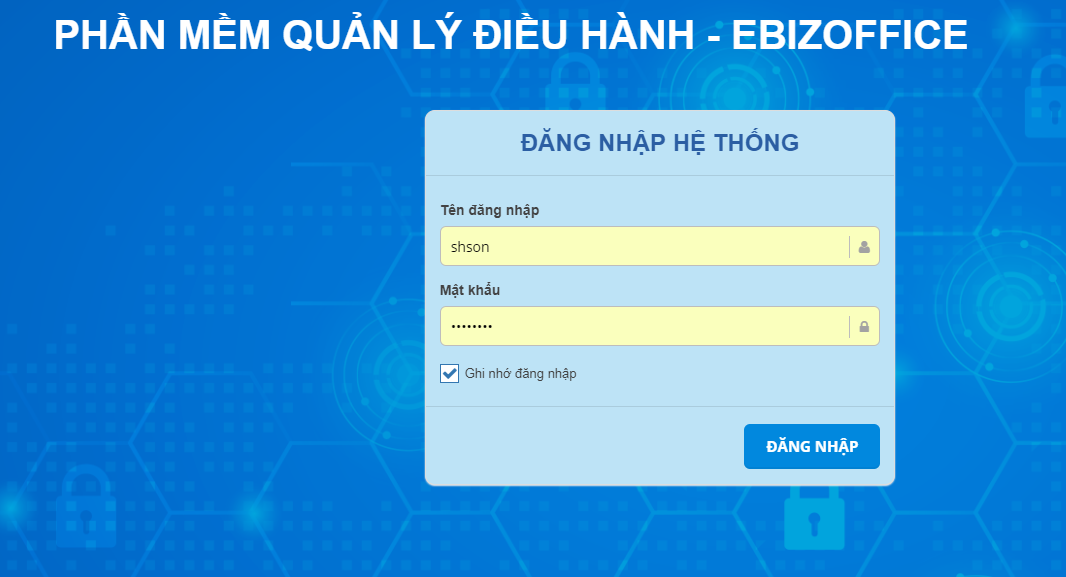 PHẦN MỀM QUẢN LÝ ĐIỀU HÀNH - EBIZOFFICE
ĐĂNG NHẬP HỆ THỐNG
Tên đăng nhập
shson
Mật khẩu
••••••••
Ghi nhớ đăng nhập
ĐĂNG NHẬP